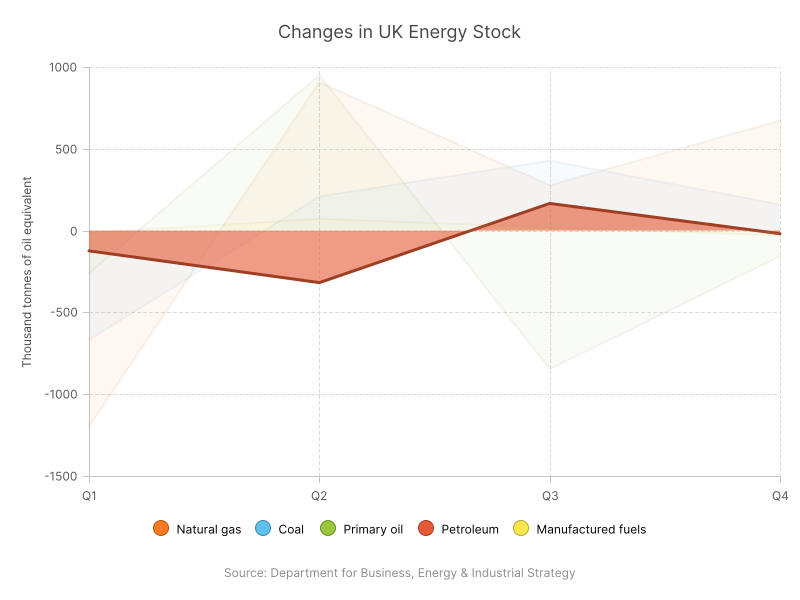 Changes in UK Energy Stock
Thousand tonnes of oil equivalent
1000
500
0
-500
-1000
-1500
Q1 Q2 Q3 Q4
Natural gas Coal Primary oil Petroleum Manufactured fuels
Source: Department for Business, Energy & Industrial Strategy